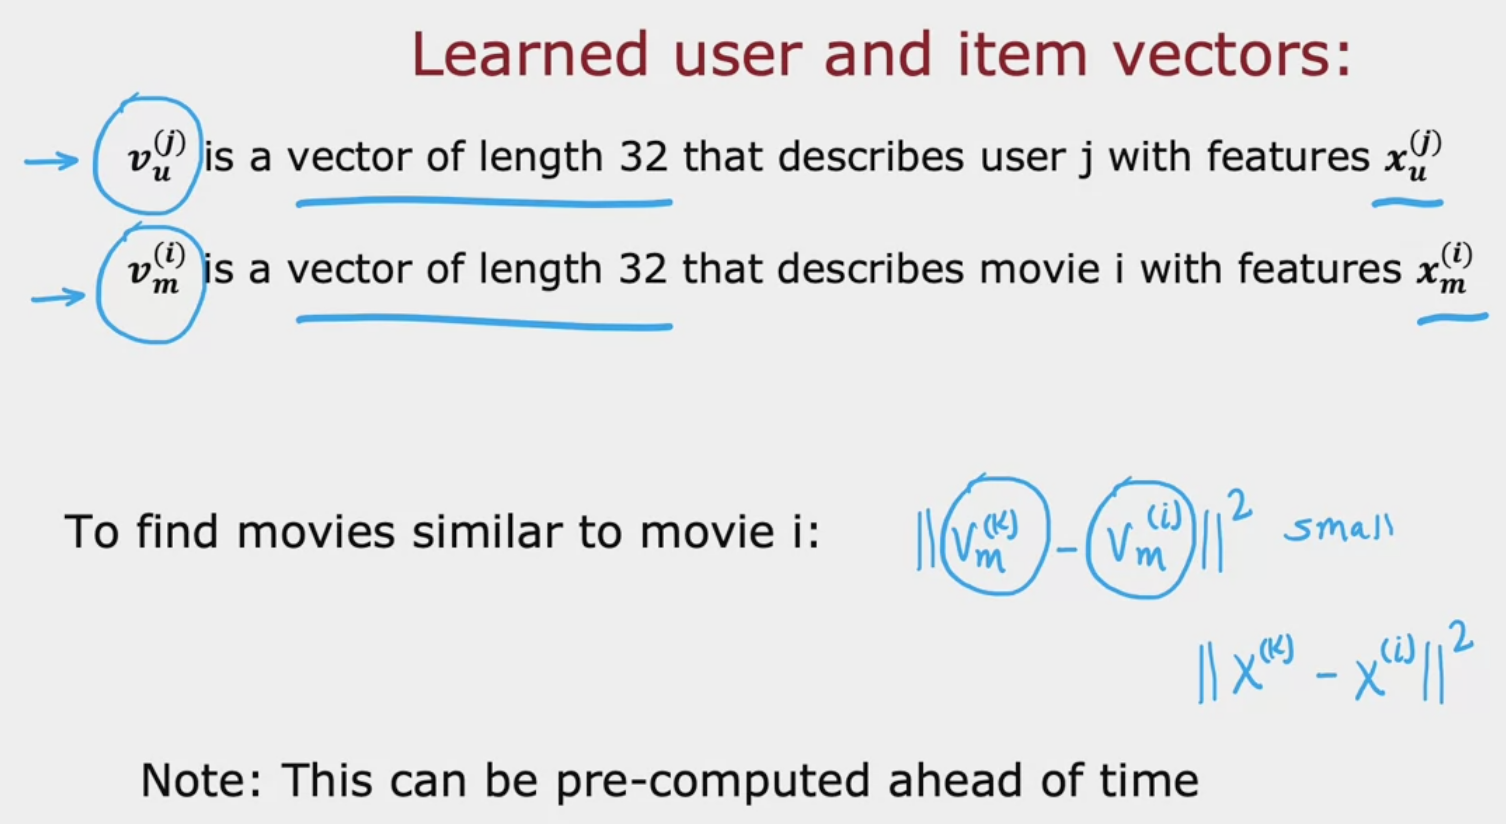 Learned user and item vectors:
v_u^(j) is a vector of length 32 that describes user j with features x_u^(j)
v_m^(i) is a vector of length 32 that describes movie i with features x_m^(i)
To find movies similar to movie i: ||v_m^(k) - v_m^(i)||^2 small
||x^(k) - x^(i)||^2
Note: This can be pre-computed ahead of time